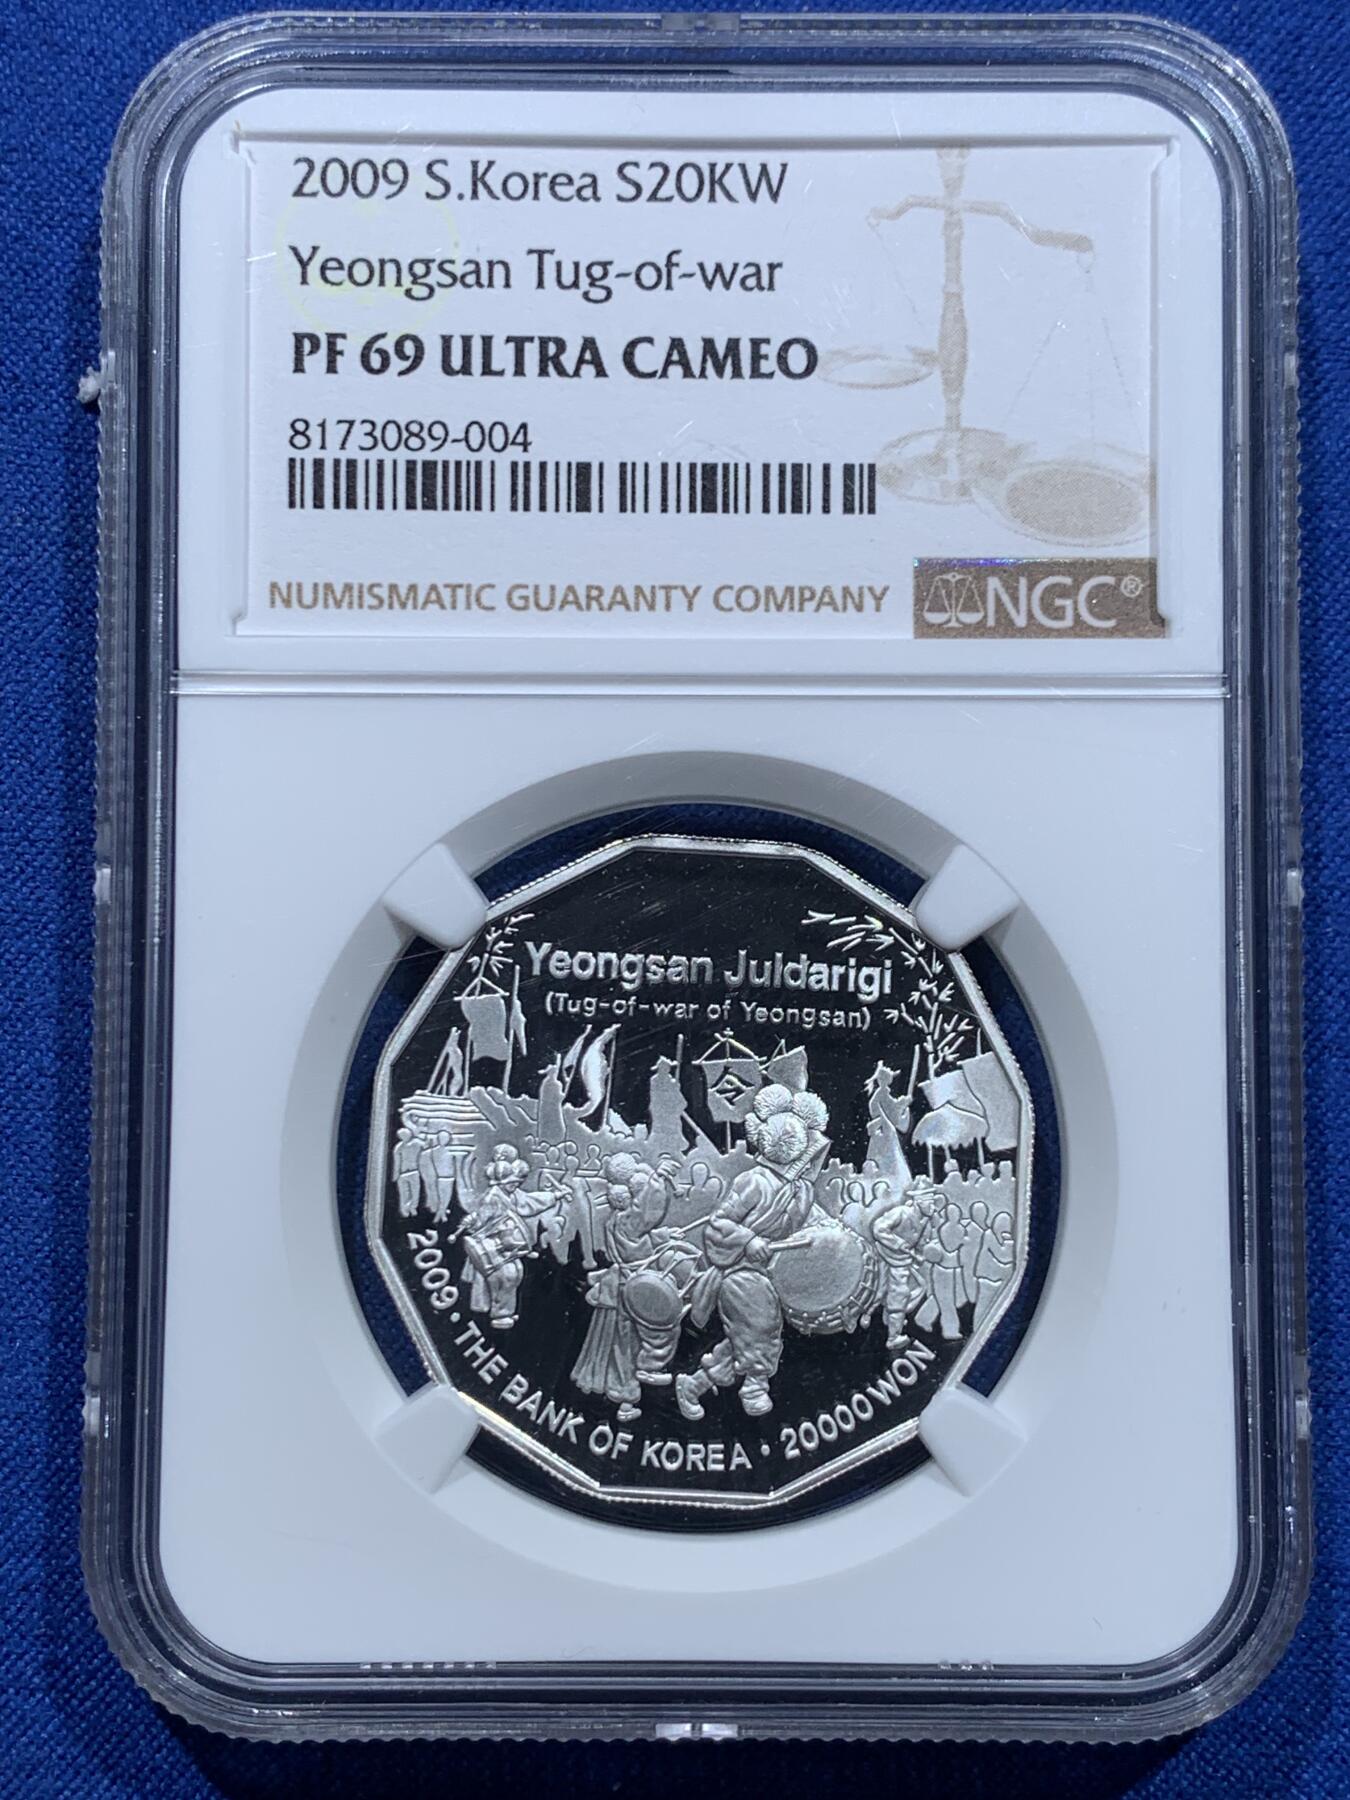 2009 S.Korea S20KW
Yeongsan Tug-of-war
PF 69 ULTRA CAMEO
8173089-004
NUMISMATIC GUARANTY COMPANY
NGC®
Yeongsan Juldarigi
(Tug-of-war of Yeongsan)
2009 · THE BANK OF KOREA · 20000 WON